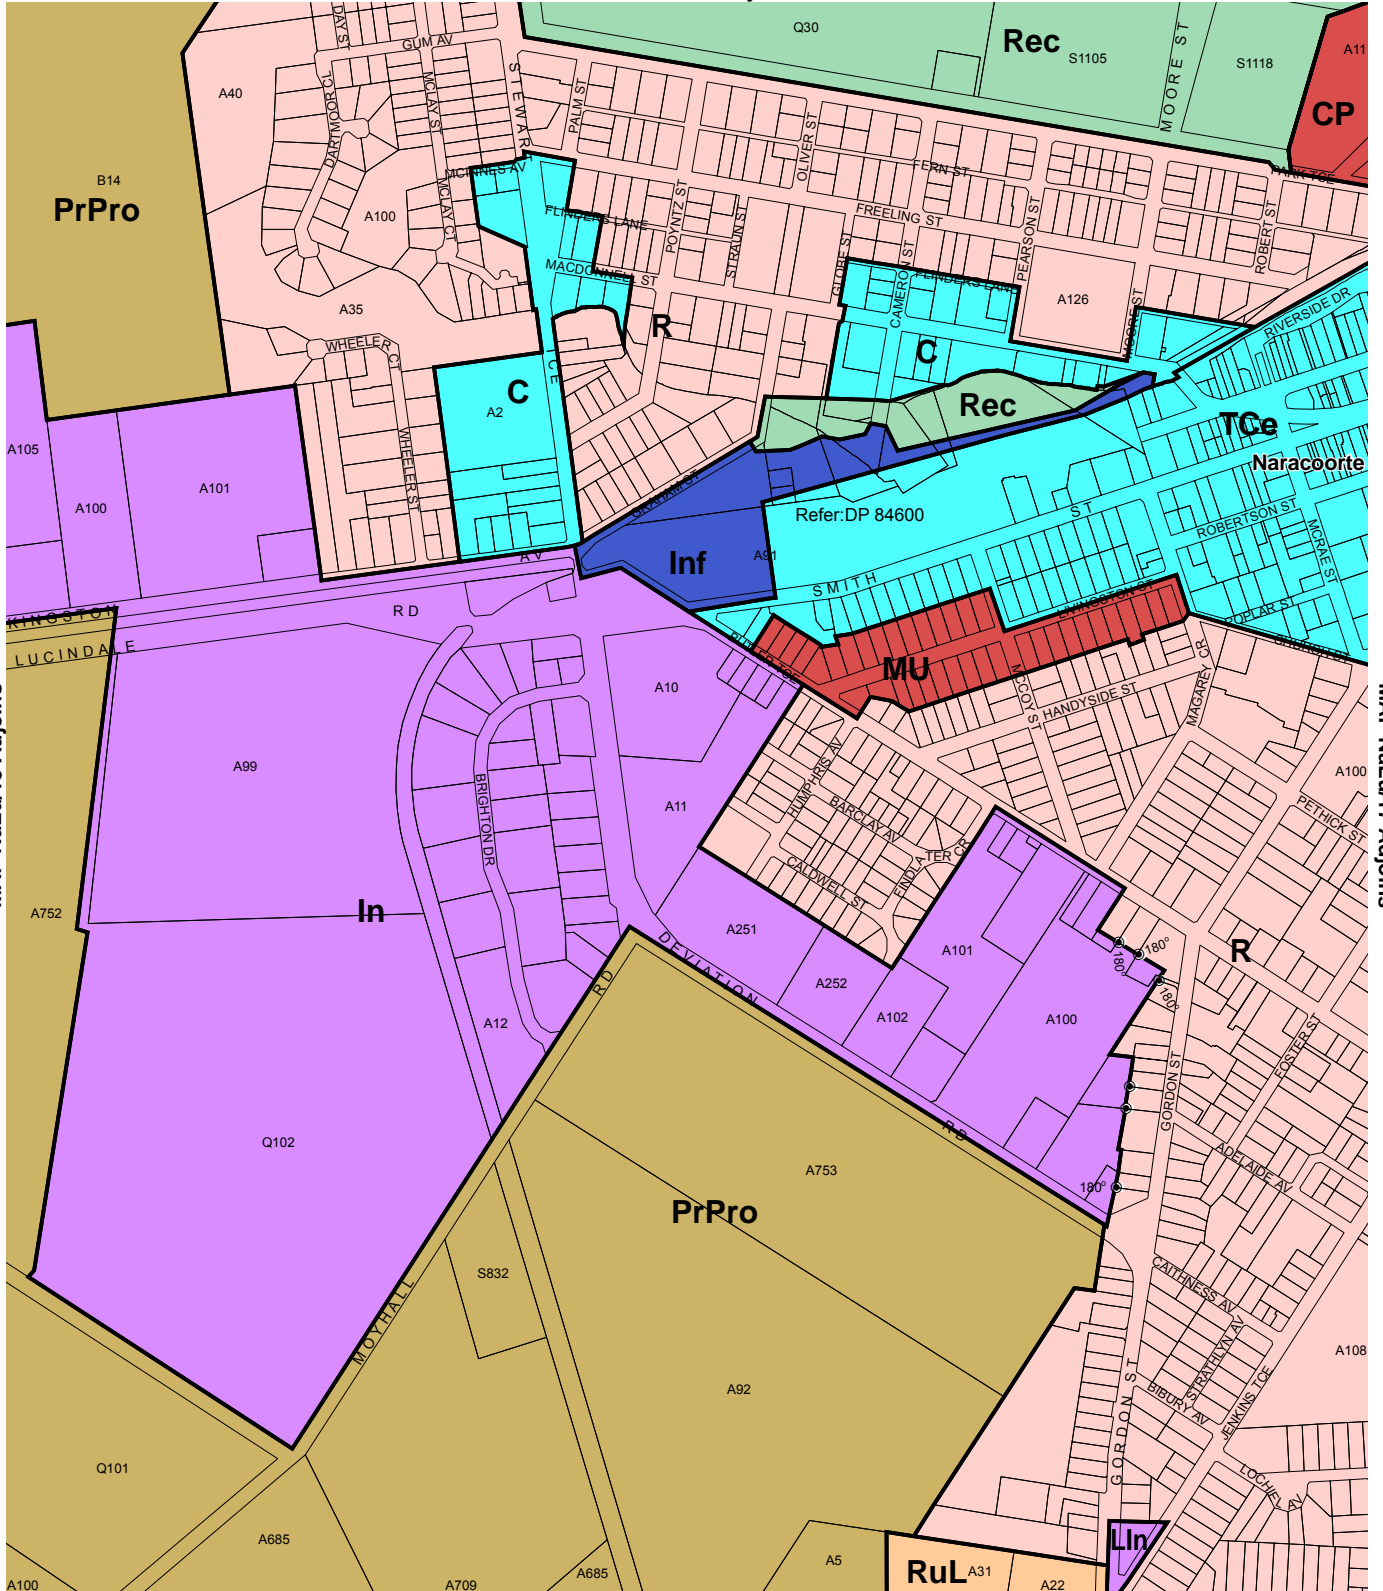 Q30
Rec
S1105
MOORE ST
S1118
A11
CP
DAY ST
GUM AV
A40
STEWART
TCE
PALM ST
MCLAY ST
DARTMOOR CL
OLIVER ST
FERN ST
PARK TCE
B14
PrPro
MCINNES AV
MCLAY CT
A100
FLINDERS LANE
POYNTZ ST
STRAUN ST
FREELING ST
PEARSON ST
ROBERT ST
GLOBE ST
CAMERON ST
MACDONNELL ST
FLINDERS LANE
A126
MOORE ST
RIVERSIDE DR
A35
R
WHEELER CT
C
C
A2
Rec
TCe
Naracoorte
A105
A100
A101
WHEELER ST
GRAHAM ST
Refer:DP 84600
ST
ROBERTSON ST
MCRAE ST
AV
Inf
A91
SMITH
LIVINGSTON ST
POPLAR ST
CHURCH ST
KINGSTON
RD
LUCINDALE
BUTLER TCE
MU
A10
MCCOY ST
HANDYSIDE ST
MAGAREY CR
A99
A100
HUMPHRIS AV
BARCLAY AV
PETHICK ST
A11
BRIGHTON DR
CALDWELL ST
FINDLATER CR
A752
In
A251
DEVIATION
A101
R
180°
180°
180°
A252
A102
A100
RD
A12
FOSTER ST
GORDON ST
RD
Q102
A753
ADELAIDE AV
180°
PrPro
S832
MOYHALL
CAITHNESS AV
STRATHLYN AV
A108
A92
BIBURY AV
JENKINS TCE
GORDON ST
Q101
LOCHIEL AV
A685
LIn
A5
RuL
A31
A685
A100
A709
A22